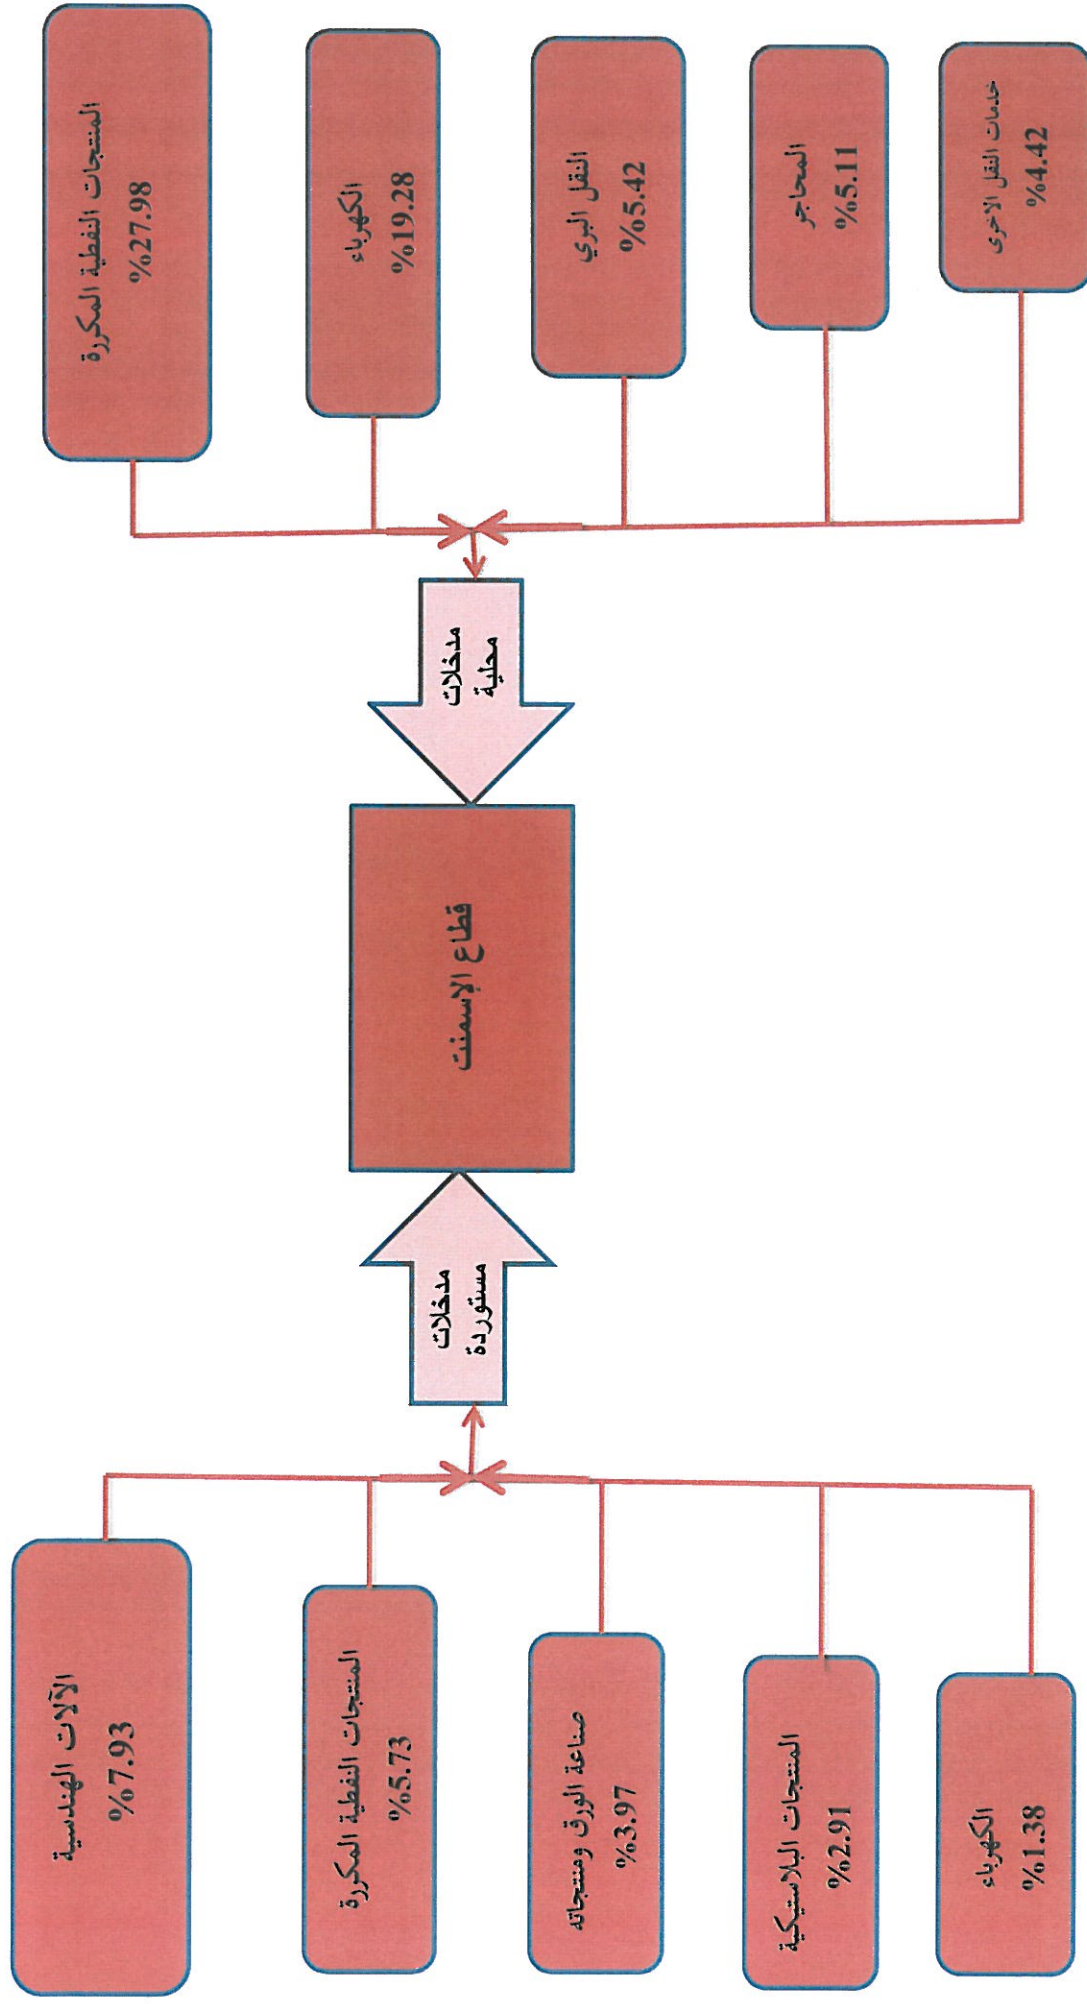 المنتجات النفطية المكررة
%27.98
الكهرباء
%19.28
النقل البري
%5.42
المحاجر
%5.11
خدمات النقل الاخرى
%4.42
مدخلات
محلية
قطاع الإسمنت
مدخلات
مستوردة
الآلات الهندسية
%7.93
المنتجات النفطية المكررة
%5.73
صناعة الورق ومنتجاته
%3.97
المنتجات البلاستيكية
%2.91
الكهرباء
%1.38